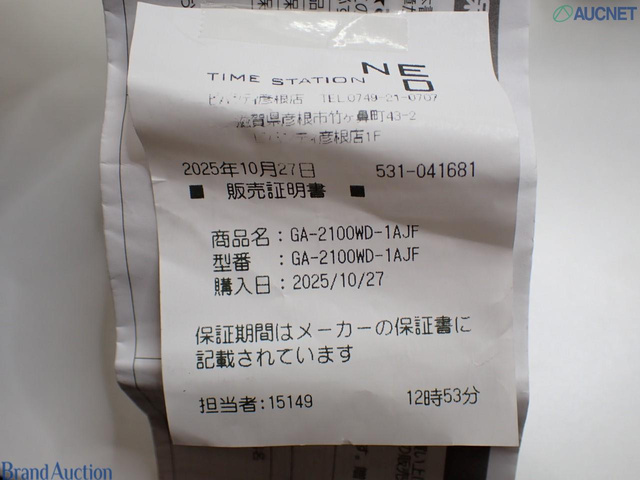 AUCNET
TIME STATION NEO
ビバシティ彦根店 TEL0749-21-0707
滋賀県彦根市竹ヶ鼻町43-2
ビバシティ彦根店1F
2025年10月27日 531-041681
■ 販売証明書 ■
商品名:GA-2100WD-1AJF
型番 :GA-2100WD-1AJF
購入日:2025/10/27
保証期間はメーカーの保証書に
記載されています
担当者:15149 12時53分
Brand Auction